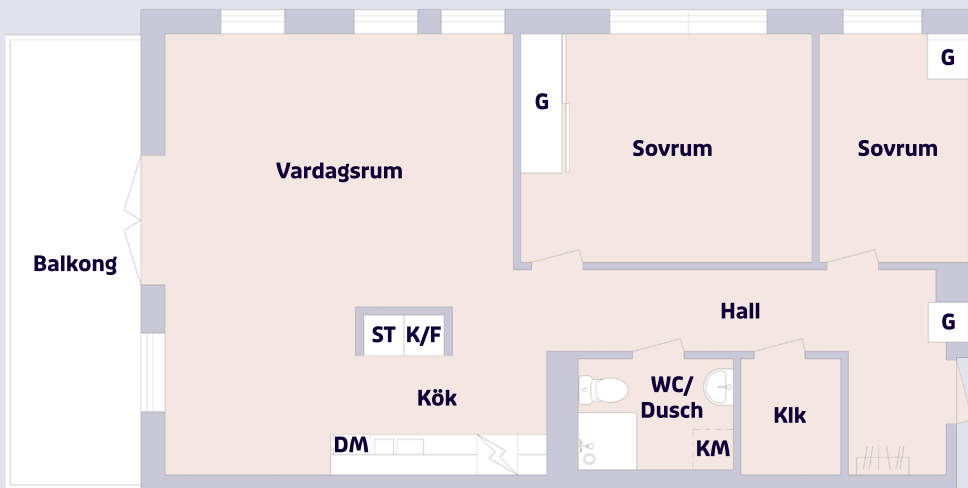 G
G
Sovrum
Sovrum
Vardagsrum
Balkong
Hall
G
ST
K/F
WC/
Dusch
Kök
Klk
DM
KM